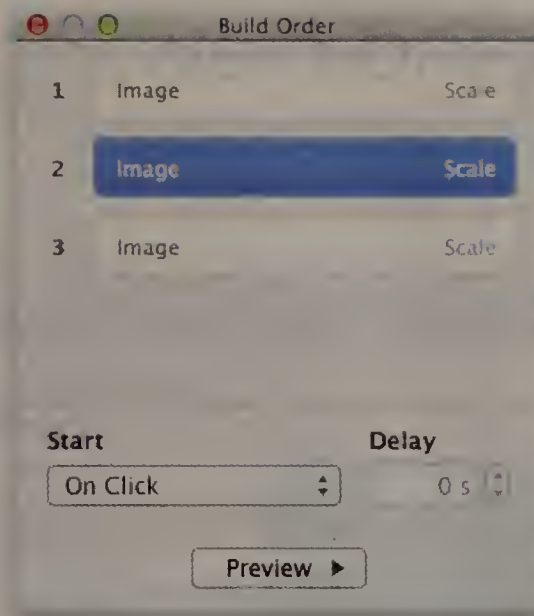 Build Order
1 Image Scale
2 Image Scale
3 Image Scale
Start Delay
On Click 0 s
Preview